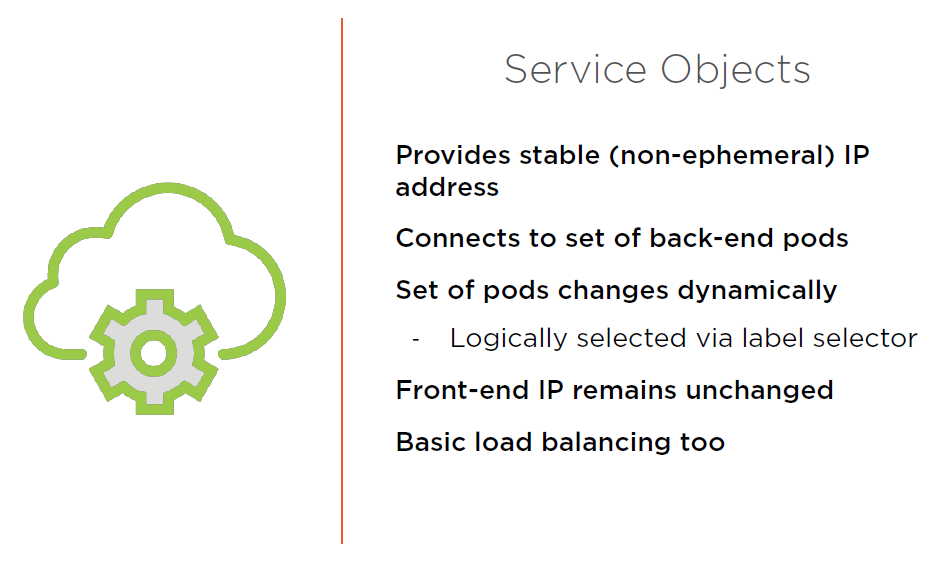 Service Objects
Provides stable (non-ephemeral) IP
address
Connects to set of back-end pods
Set of pods changes dynamically
- Logically selected via label selector
Front-end IP remains unchanged
Basic load balancing too